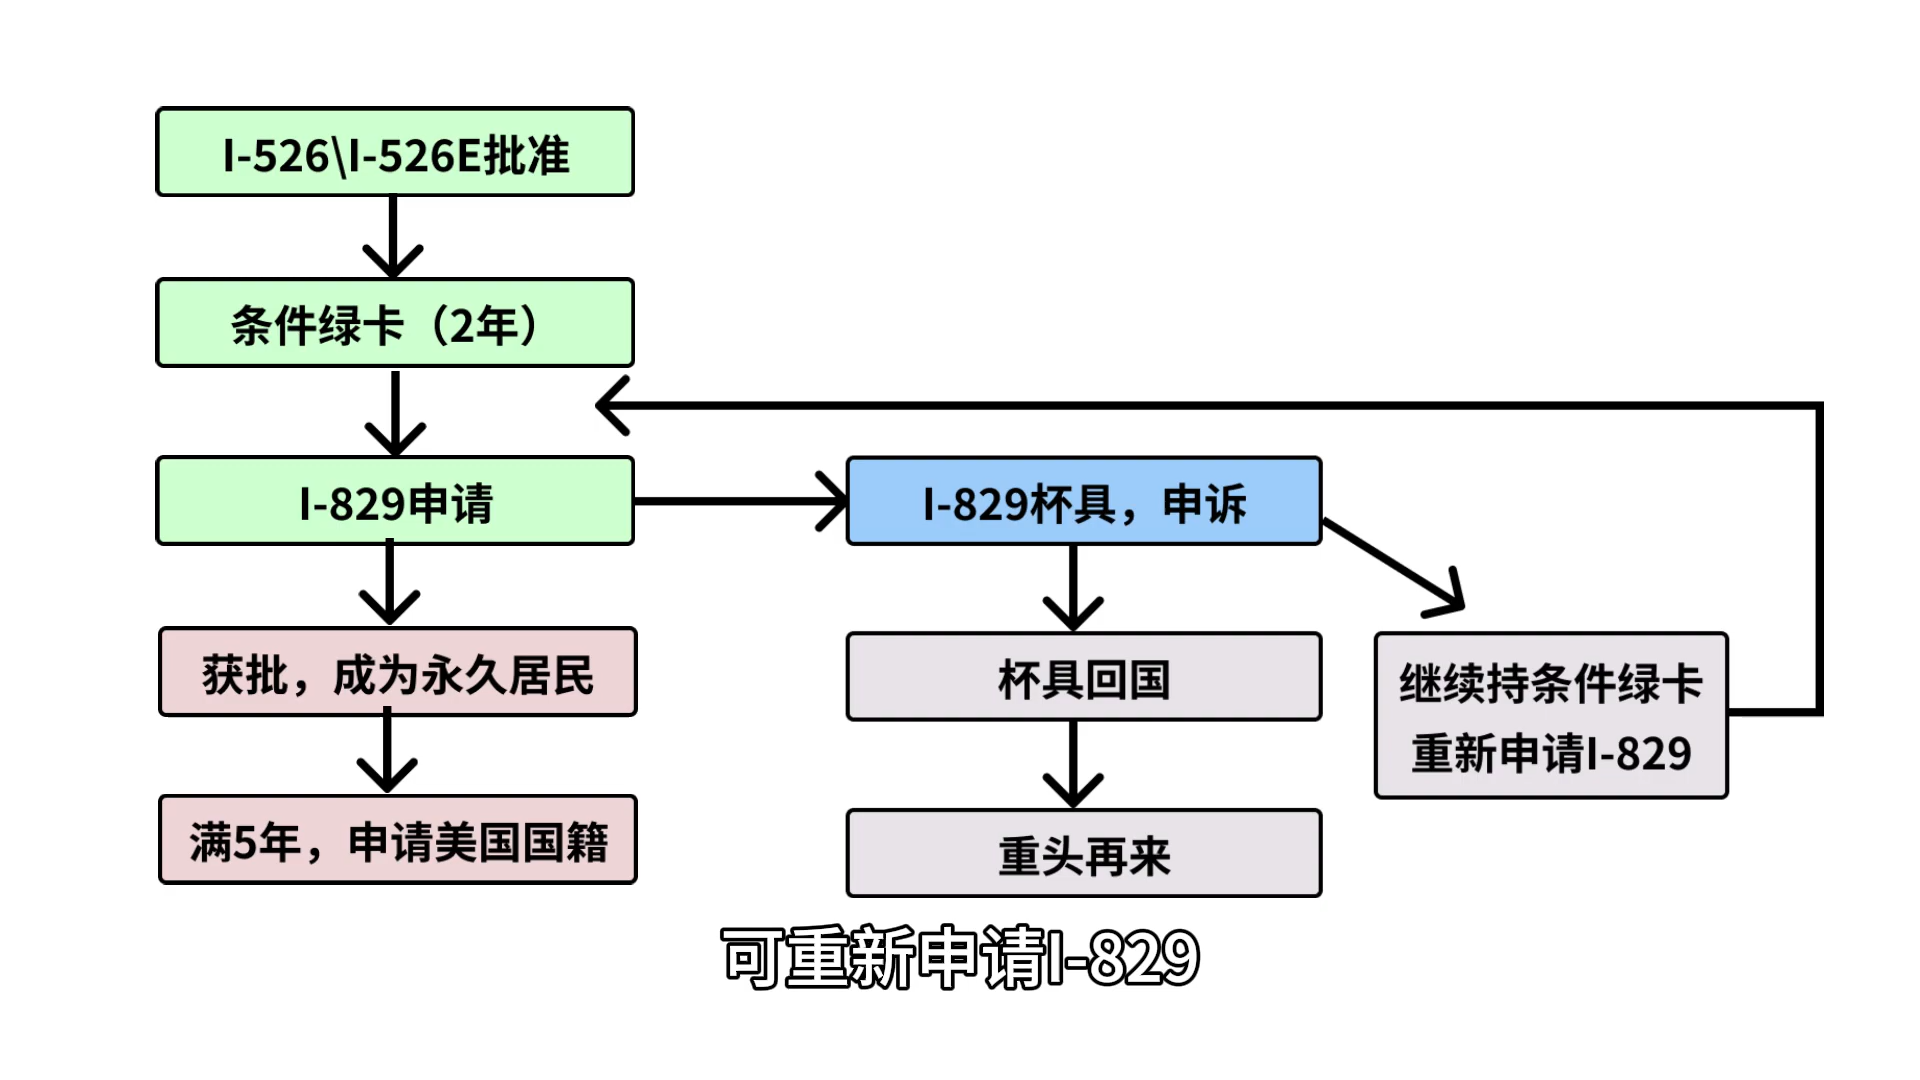 I-526\I-526E批准
条件绿卡（2年）
I-829申请
I-829杯具，申诉
获批，成为永久居民
杯具回国
继续持条件绿卡
重新申请I-829
满5年，申请美国国籍
重头再来
可重新申请I-829